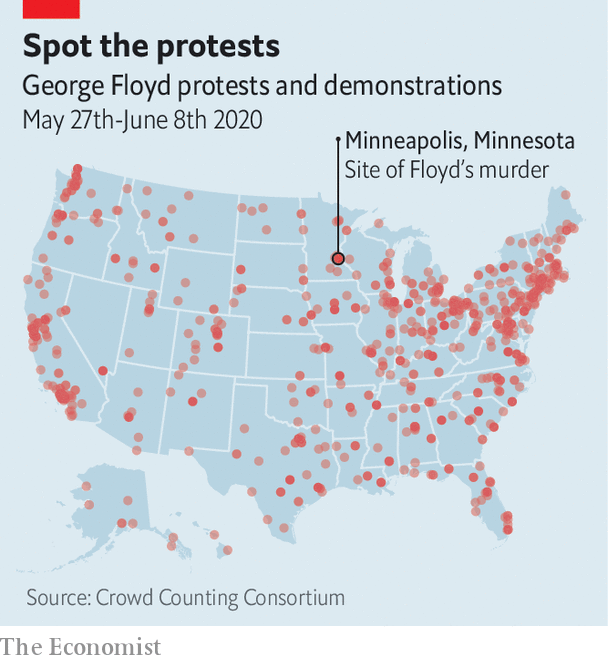 Spot the protests
George Floyd protests and demonstrations
May 27th-June 8th 2020
Minneapolis, Minnesota
Site of Floyd’s murder
Source: Crowd Counting Consortium
The Economist